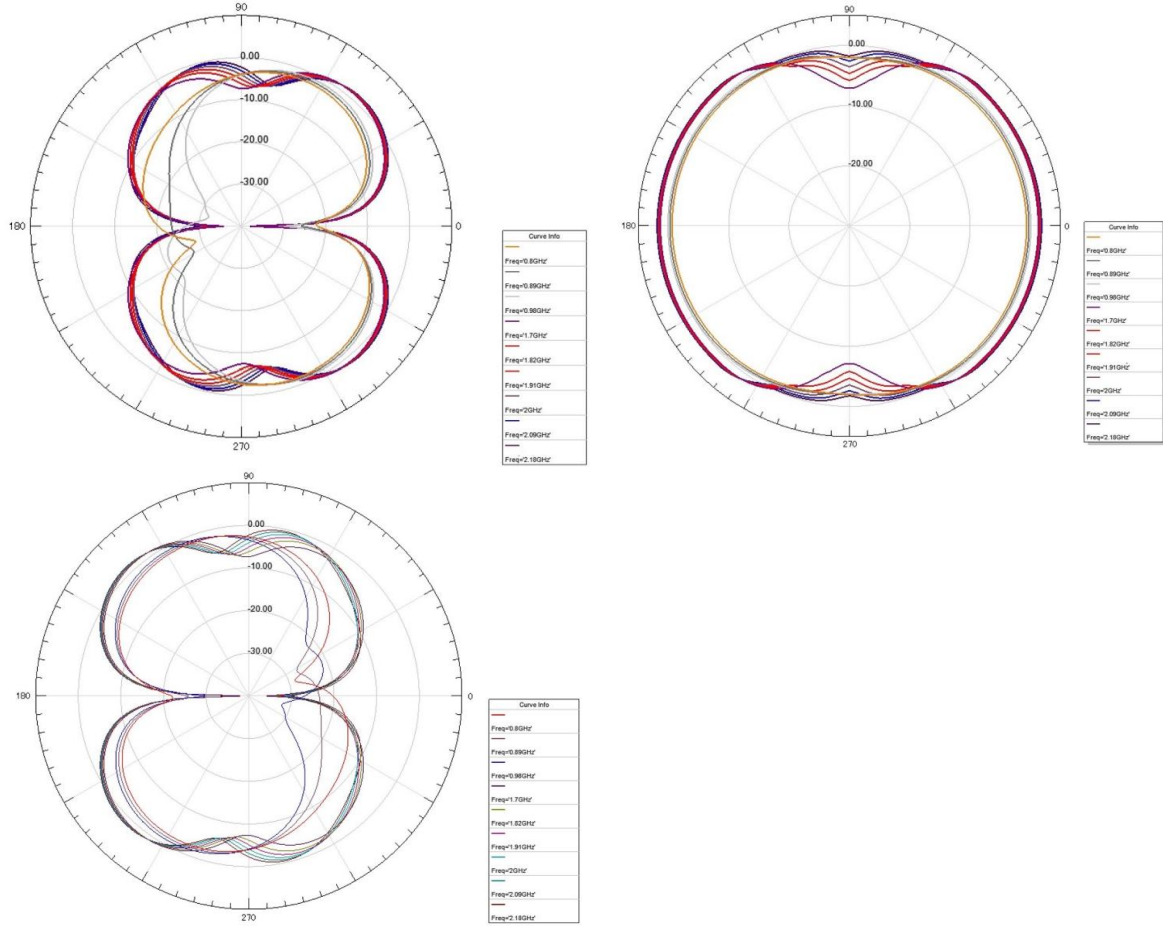 90
0.00
-10.00
-20.00
-30.00
180
0
270
Curve Info
Freq='0.8GHz'
Freq='0.89GHz'
Freq='0.98GHz'
Freq='1.7GHz'
Freq='1.82GHz'
Freq='1.91GHz'
Freq='2GHz'
Freq='2.09GHz'
Freq='2.18GHz'
90
0.00
-10.00
-20.00
180
0
270
Curve Info
Freq='0.8GHz'
Freq='0.89GHz'
Freq='0.98GHz'
Freq='1.7GHz'
Freq='1.82GHz'
Freq='1.91GHz'
Freq='2GHz'
Freq='2.09GHz'
Freq='2.18GHz'
90
0.00
-10.00
-20.00
-30.00
180
0
270
Curve Info
Freq='0.8GHz'
Freq='0.89GHz'
Freq='0.98GHz'
Freq='1.7GHz'
Freq='1.82GHz'
Freq='1.91GHz'
Freq='2GHz'
Freq='2.09GHz'
Freq='2.18GHz'